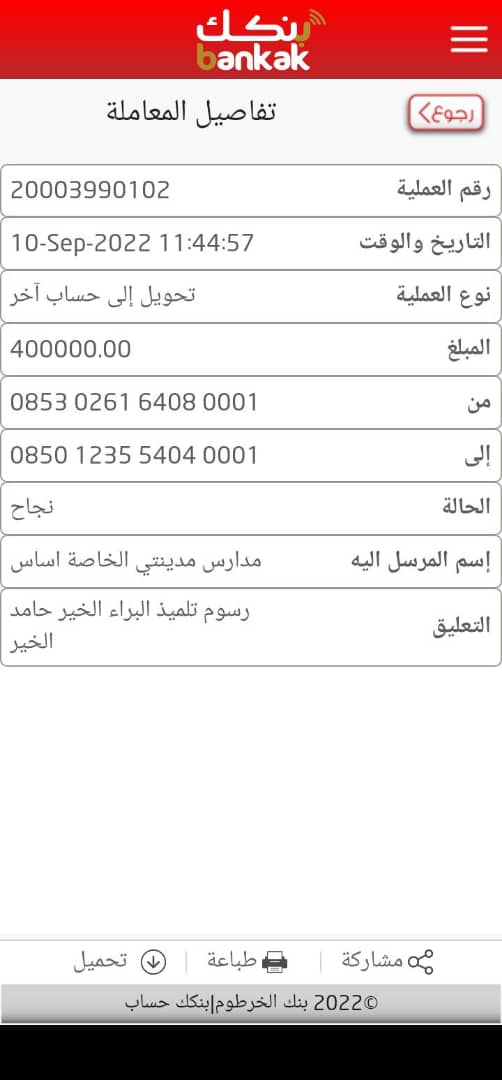 بنكك
bankak
رجوع
تفاصيل المعاملة
رقم العملية 20003990102
التاريخ والوقت 10-Sep-2022 11:44:57
نوع العملية تحويل إلى حساب آخر
المبلغ 400000.00
من 0853 0261 6408 0001
إلى 0850 1235 5404 0001
الحالة نجاح
إسم المرسل اليه مدارس مدينتي الخاصة اساس
التعليق رسوم تلميذ البراء الخير حامد
الخير
مشاركة | طباعة | تحميل
©2022 بنك الخرطوم|بنكك حساب